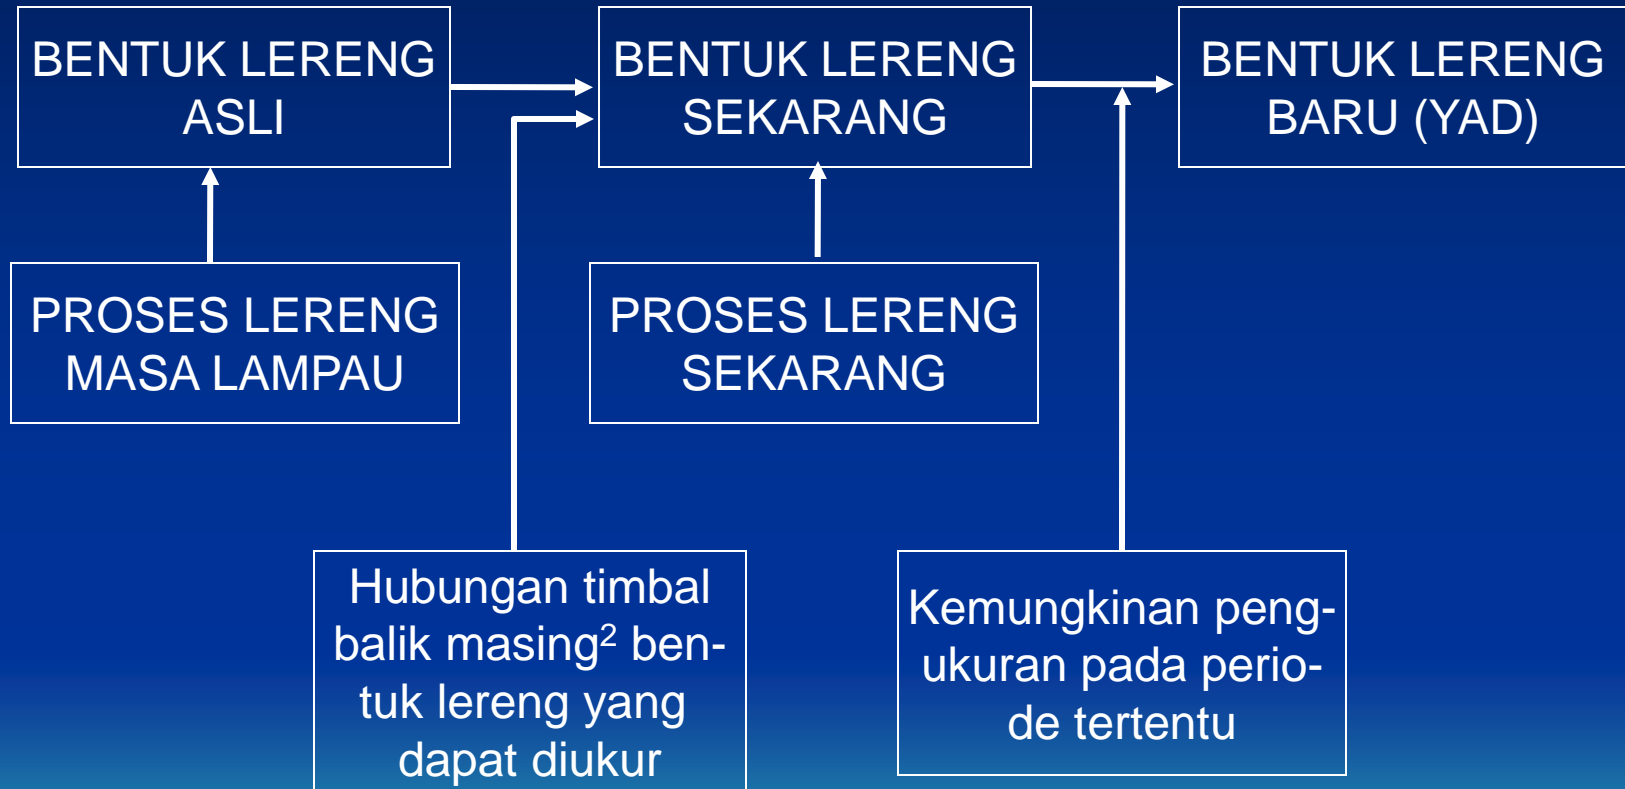 BENTUK LERENG
ASLI
BENTUK LERENG
SEKARANG
BENTUK LERENG
BARU (YAD)
PROSES LERENG
MASA LAMPAU
PROSES LERENG
SEKARANG
Hubungan timbal
balik masing² ben-
tuk lereng yang
dapat diukur
Kemungkinan peng-
ukuran pada perio-
de tertentu